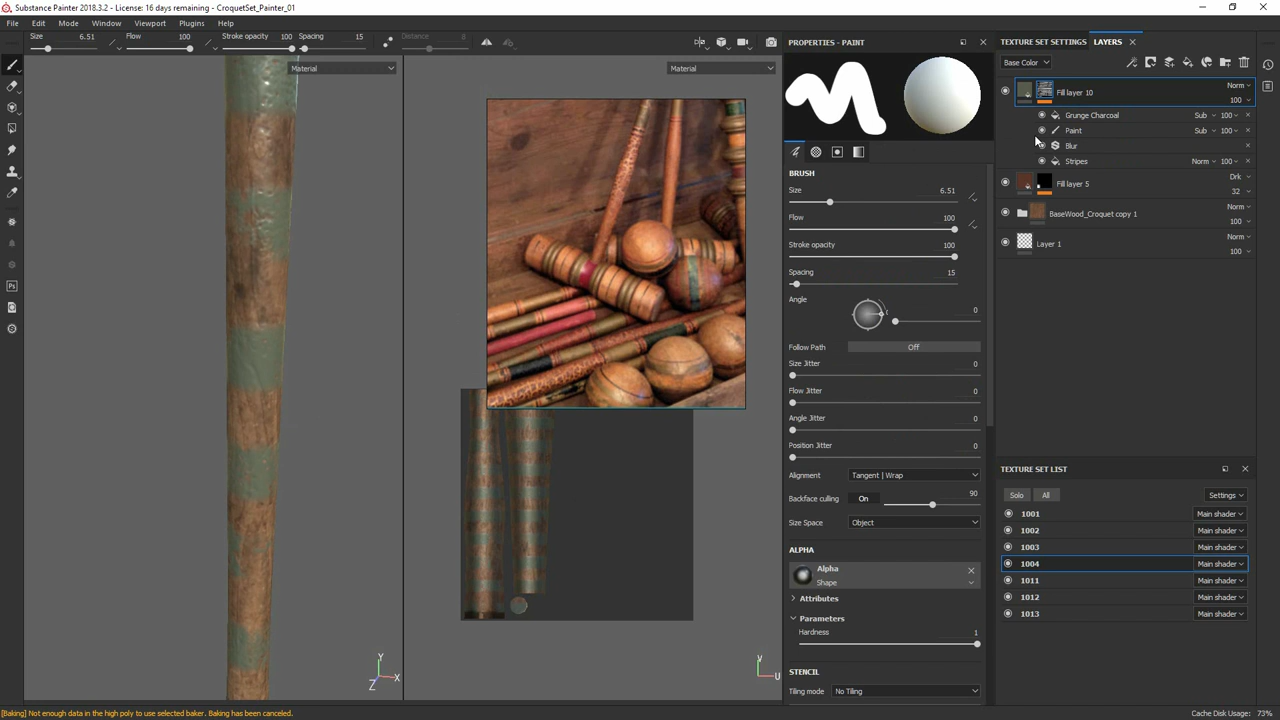 Substance Painter 2018.3.2 - License: 16 days remaining - CroquetSet_Painter_01
File Edit Mode Window Viewport Plugins Help
Size 6.51 Flow 100 Stroke opacity 100 Spacing 15 Distance 8
Material
Material
Y
X
Z
V
U
PROPERTIES - PAINT
BRUSH
Size 6.51
Flow 100
Stroke opacity 100
Spacing 15
Angle 0
Follow Path Off
Size Jitter 0
Flow Jitter 0
Angle Jitter 0
Position Jitter 0
Alignment Tangent | Wrap
Backface culling On 90
Size Space Object
ALPHA
Alpha
Shape
Attributes
Parameters
Hardness 1
STENCIL
Tiling mode No Tiling
TEXTURE SET SETTINGS LAYERS
Base Color
Fill layer 10 Norm 100
Grunge Charcoal Sub 100
Paint Sub 100
Blur
Stripes Norm 100
Fill layer 5 Drk 32
BaseWood_Croquet copy 1 Norm 100
Layer 1 Norm 100
TEXTURE SET LIST
Solo All Settings
1001 Main shader
1002 Main shader
1003 Main shader
1004 Main shader
1011 Main shader
1012 Main shader
1013 Main shader
Ps
[Baking] Not enough data in the high poly to use selected baker. Baking has been canceled.
Cache Disk Usage: 73%